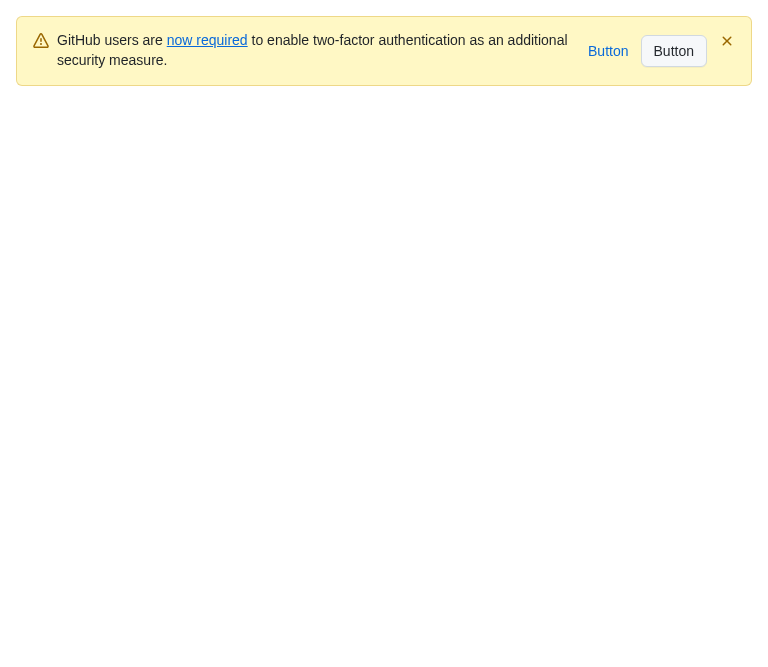 GitHub users are now required to enable two-factor authentication as an additional
security measure.
Button
Button